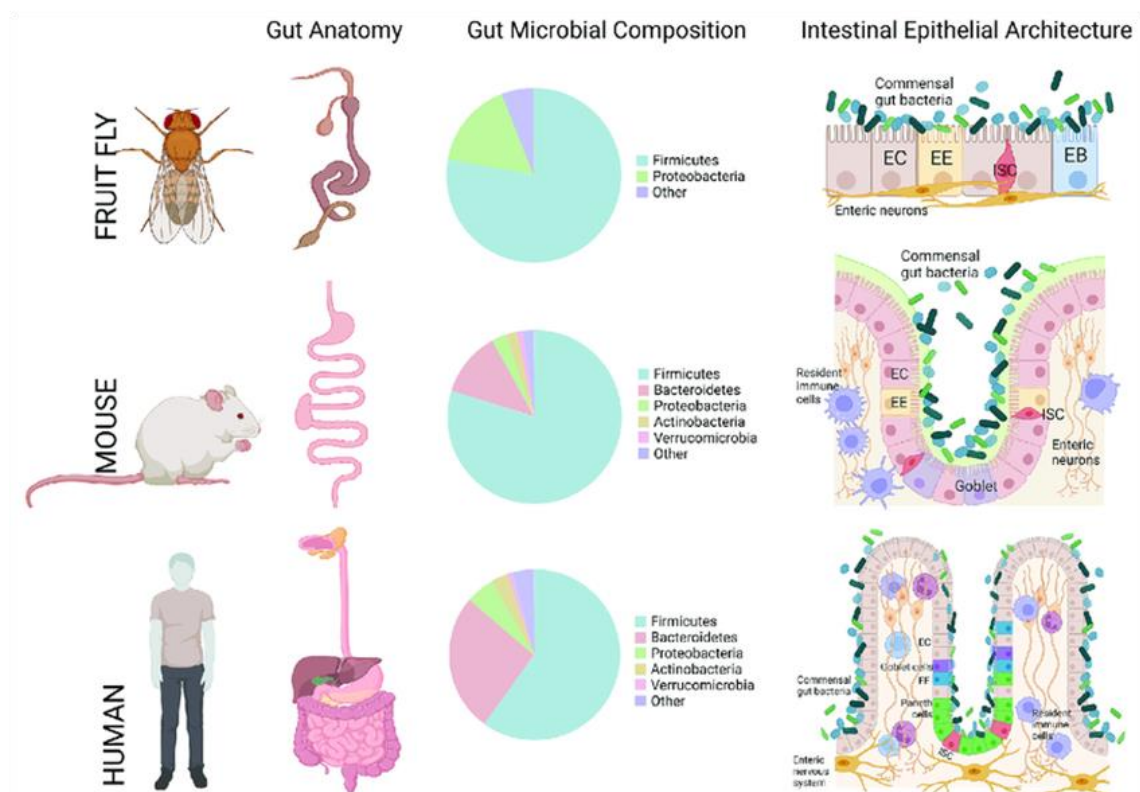 Gut Anatomy
Gut Microbial Composition
Intestinal Epithelial Architecture
FRUIT FLY
Firmicutes
Proteobacteria
Other
Commensal
gut bacteria
EC
EE
ISC
EB
Enteric neurons
MOUSE
Firmicutes
Bacteroidetes
Proteobacteria
Actinobacteria
Verrucomicrobia
Other
Commensal
gut bacteria
Resident
immune
cells
EC
EE
ISC
Enteric
neurons
Goblet
HUMAN
Firmicutes
Bacteroidetes
Proteobacteria
Actinobacteria
Verrucomicrobia
Other
EC
Goblet cells
Commensal
gut bacteria
Paneth
cells
Resident
immune
cells
ISC
Enteric
nervous
system